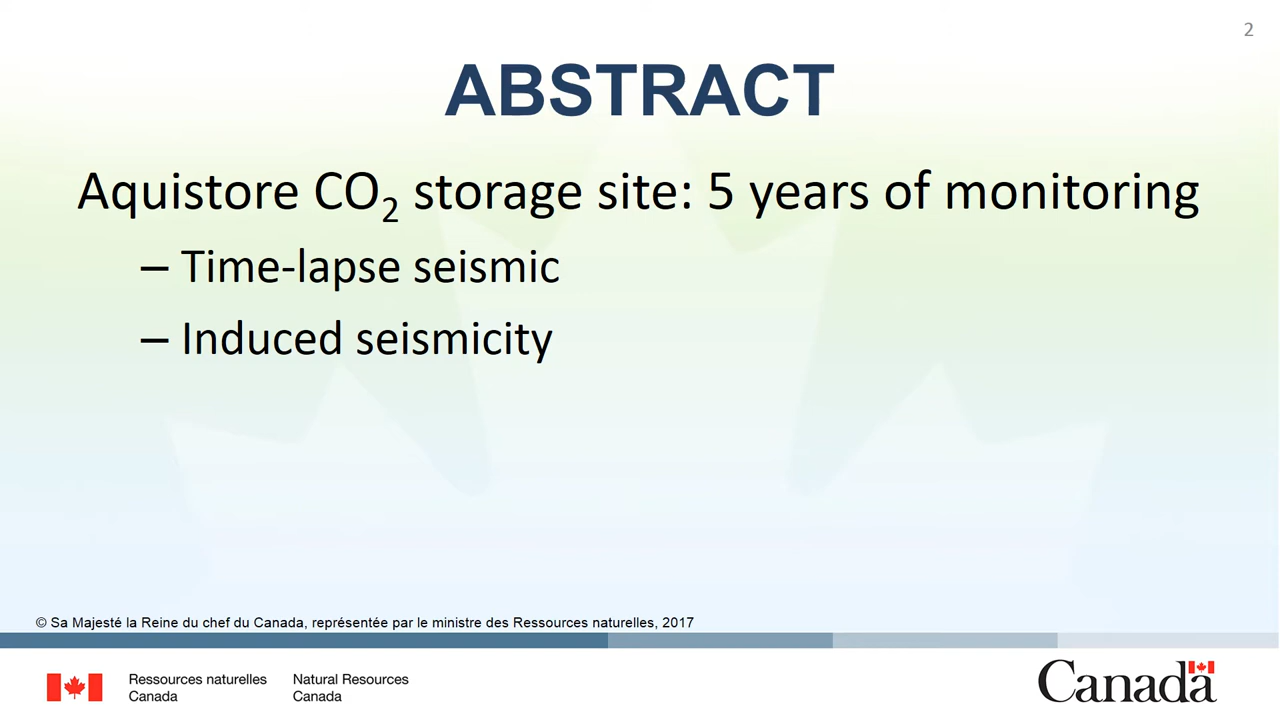 2
ABSTRACT
Aquistore CO₂ storage site: 5 years of monitoring
– Time-lapse seismic
– Induced seismicity
© Sa Majesté la Reine du chef du Canada, représentée par le ministre des Ressources naturelles, 2017
Ressources naturelles Canada
Natural Resources Canada
Canada